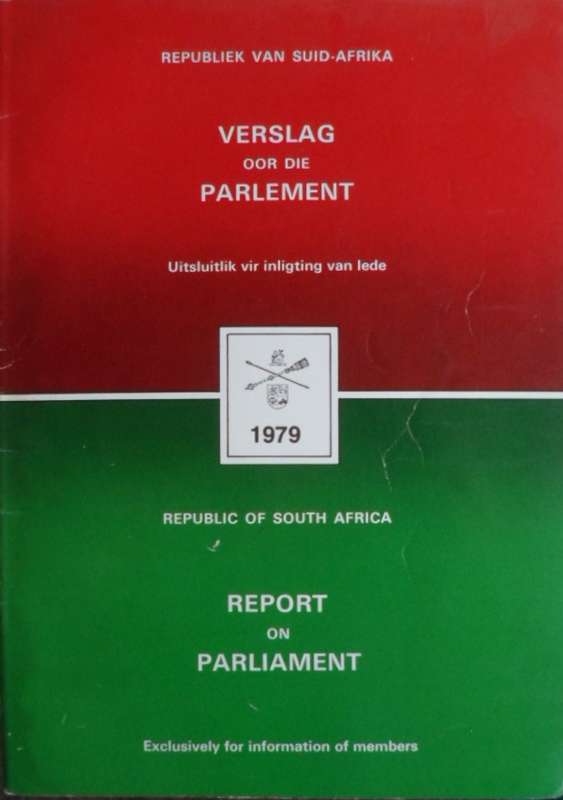 REPUBLIEK VAN SUID-AFRIKA
VERSLAG
OOR DIE
PARLEMENT
Uitsluitlik vir inligting van lede
1979
REPUBLIC OF SOUTH AFRICA
REPORT
ON
PARLIAMENT
Exclusively for information of members